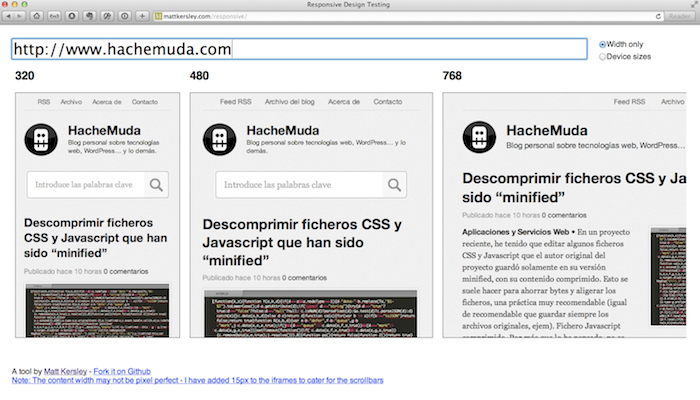 Responsive Design Testing
mattkersley.com/responsive/
Reader
http://www.hachemuda.com
Width only
Device sizes
320
480
768
RSS Archivo Acerca de Contacto
HacheMuda
Blog personal sobre tecnologías
web, WordPress… y lo demás.
Introduce las palabras clave
Descomprimir ficheros
CSS y Javascript que han
sido “minified”
Publicado hace 10 horas 0 comentarios
Feed RSS Archivo del blog Acerca de Contacto
HacheMuda
Blog personal sobre tecnologías web, WordPress… y lo
demás.
Introduce las palabras clave
Descomprimir ficheros CSS y
Javascript que han sido
“minified”
Publicado hace 10 horas 0 comentarios
Feed RSS Archivo
HacheMuda
Blog personal sobre tecnologías web, WordPress…
Descomprimir ficheros CSS y Java
sido “minified”
Publicado hace 10 horas 0 comentarios
Aplicaciones y Servicios Web • En un proyecto
reciente, he tenido que editar algunos ficheros
CSS y Javascript que el autor original del
proyecto guardó solamente en su versión
minified, con su contenido comprimido. Esto se
suele hacer para ahorrar bytes y aligerar los
ficheros, una práctica muy recomendable (igual
de recomendable que guardar siempre los
archivos originales, ejem). Fichero Javascript
A tool by Matt Kersley - Fork it on Github
Note: The content width may not be pixel perfect - I have added 15px to the iframes to cater for the scrollbars